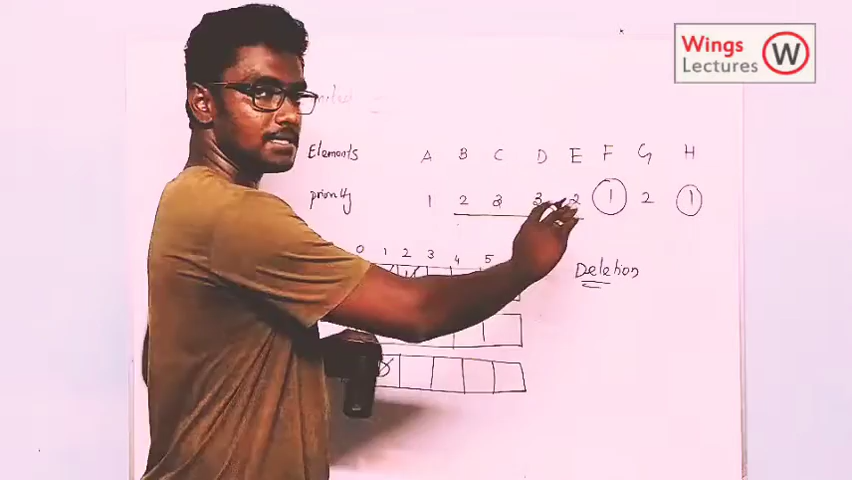 Wings
Lectures
W
Elements A B C D E F G H
priority 1 2 3 3 2 1 2 1
0 1 2 3 4 5
Deletion